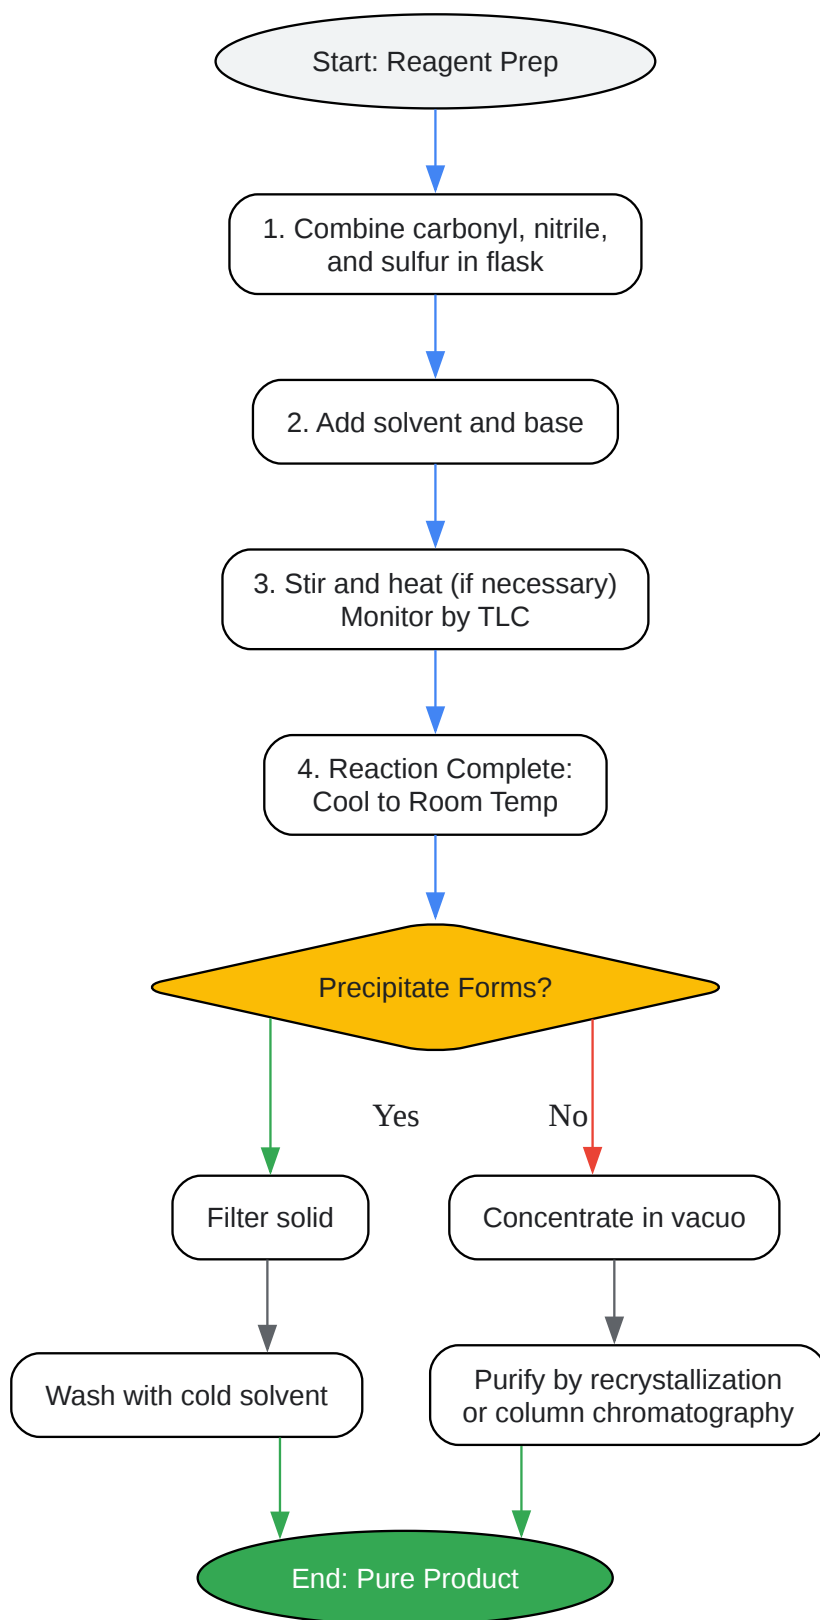 Start: Reagent Prep
1. Combine carbonyl, nitrile,
and sulfur in flask
2. Add solvent and base
3. Stir and heat (if necessary)
Monitor by TLC
4. Reaction Complete:
Cool to Room Temp
Precipitate Forms?
Yes
No
Filter solid
Concentrate in vacuo
Wash with cold solvent
Purify by recrystallization
or column chromatography
End: Pure Product